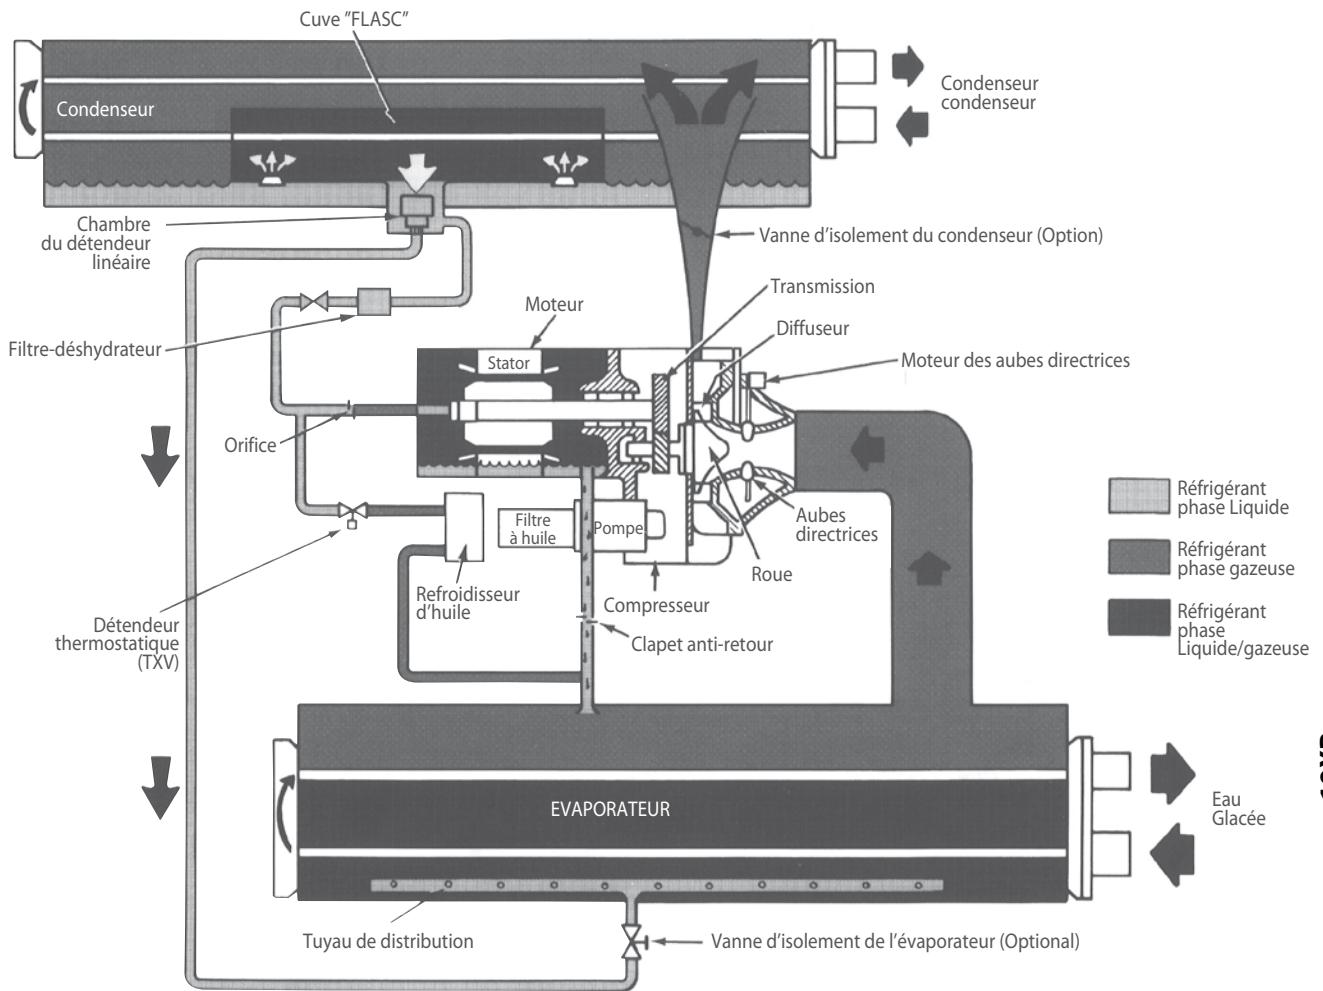 Cuve "FLASC"
Condenseur
condenseur
Condenseur
Chambre
du détendeur
linéaire
Vanne d'isolement du condenseur (Option)
Transmission
Moteur
Diffuseur
Filtre-déshydrateur
Stator
Moteur des aubes directrices
Orifice
Réfrigérant
phase Liquide
Filtre
à huile
Pompe
Aubes
directrices
Réfrigérant
phase gazeuse
Roue
Refroidisseur
d'huile
Compresseur
Réfrigérant
phase
Liquide/gazeuse
Détendeur
thermostatique
(TXV)
Clapet anti-retour
EVAPORATEUR
Eau
Glacée
Tuyau de distribution
Vanne d'isolement de l'évaporateur (Optional)